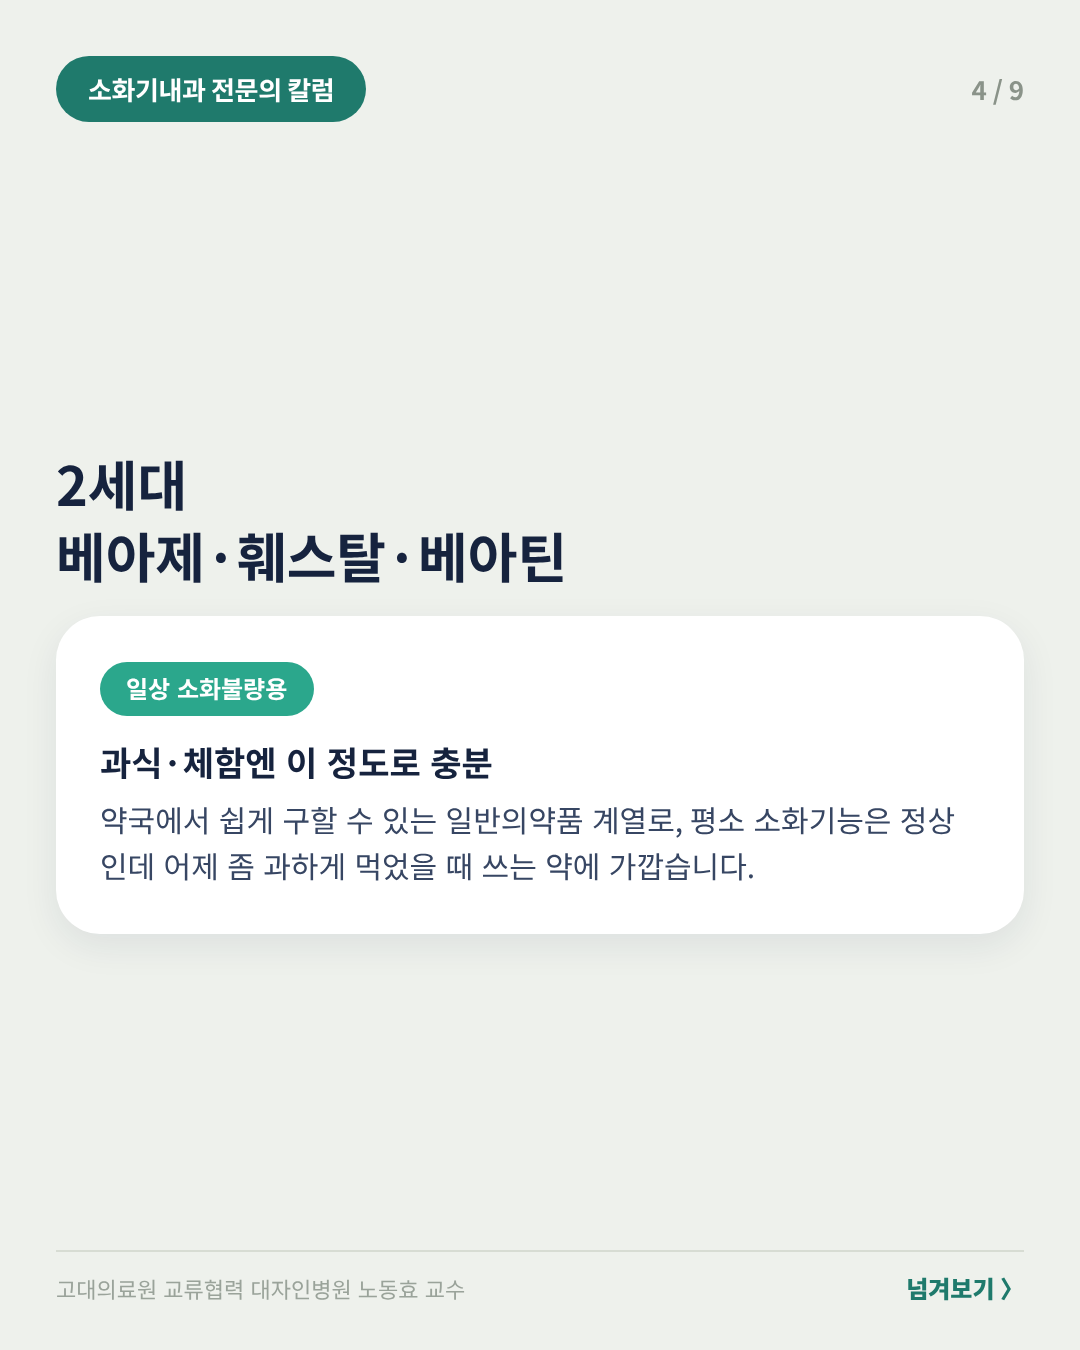 소화기내과 전문의 칼럼
4 / 9
2세대
베아제·훼스탈·베아틴
일상 소화불량용
과식·체함엔 이 정도로 충분
약국에서 쉽게 구할 수 있는 일반의약품 계열로, 평소 소화기능은 정상
인데 어제 좀 과하게 먹었을 때 쓰는 약에 가깝습니다.
고대의료원 교류협력 대자인병원 노동효 교수
넘겨보기 〉